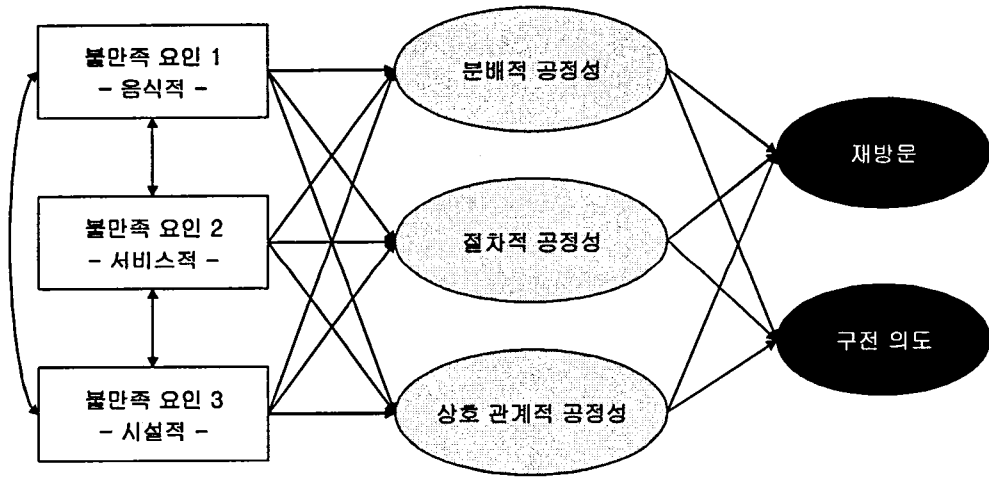 불만족 요인 1
- 음식적 -
불만족 요인 2
- 서비스적 -
불만족 요인 3
- 시설적 -
분배적 공정성
절차적 공정성
상호 관계적 공정성
재방문
구전 의도